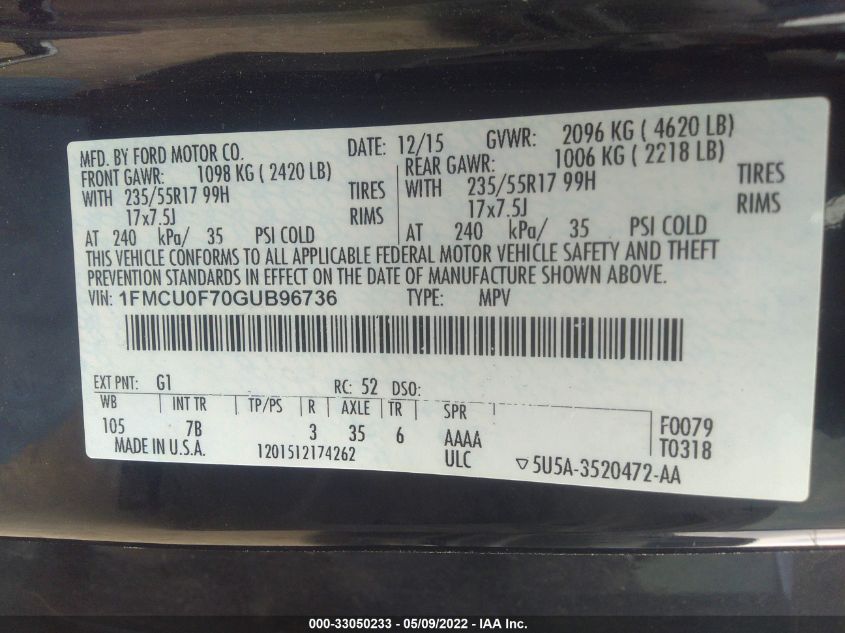 MFD. BY FORD MOTOR CO. DATE: 12/15 GVWR: 2096 KG ( 4620 LB)
FRONT GAWR: 1098 KG ( 2420 LB) REAR GAWR: 1006 KG ( 2218 LB)
WITH 235/55R17 99H TIRES WITH 235/55R17 99H TIRES
17x7.5J RIMS 17x7.5J RIMS
AT 240 kPa/ 35 PSI COLD AT 240 kPa/ 35 PSI COLD
THIS VEHICLE CONFORMS TO ALL APPLICABLE FEDERAL MOTOR VEHICLE SAFETY AND THEFT
PREVENTION STANDARDS IN EFFECT ON THE DATE OF MANUFACTURE SHOWN ABOVE.
VIN: 1FMCU0F70GUB96736 TYPE: MPV
EXT PNT: G1 RC: 52 DSO:
WB INT TR TP/PS R AXLE TR SPR
105 7B 3 35 6 AAAA F0079
MADE IN U.S.A. 1201512174262 ULC T0318
▽5U5A-3520472-AA
000-33050233 - 05/09/2022 - IAA Inc.